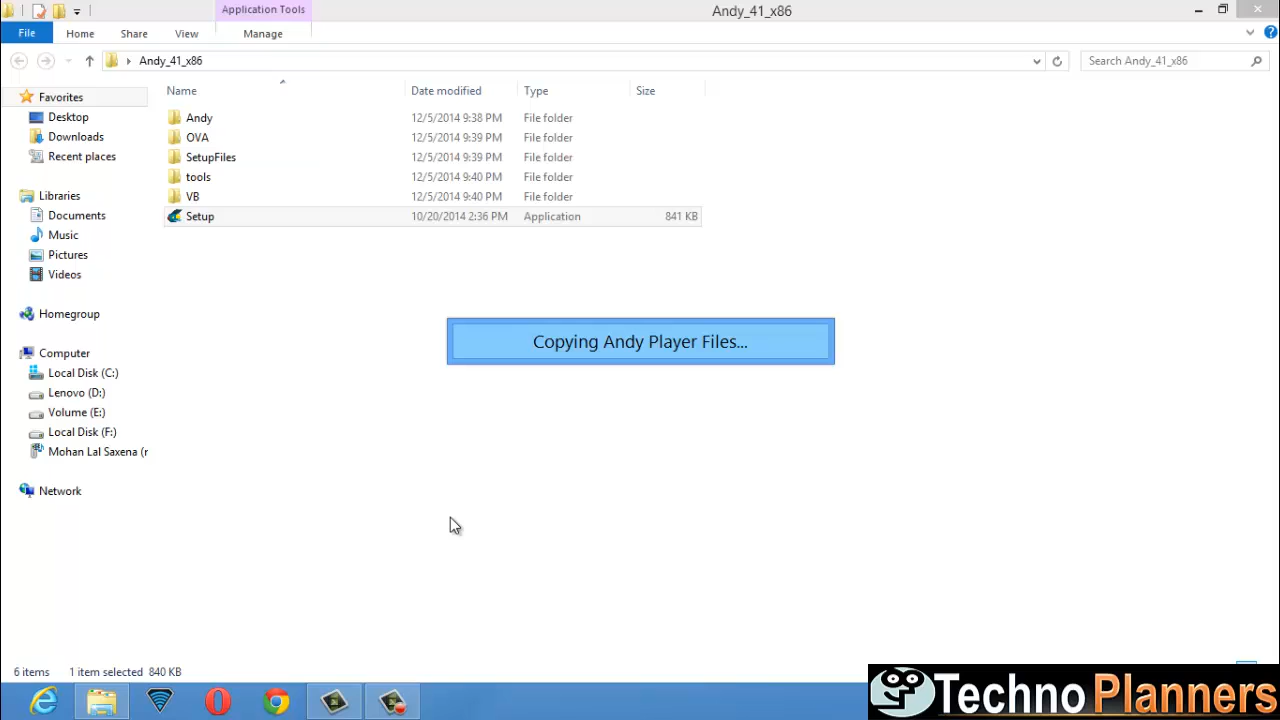 Application Tools
Andy_41_x86
File Home Share View Manage
Andy_41_x86
Search Andy_41_x86
Name Date modified Type Size
Favorites
Desktop
Downloads
Recent places
Libraries
Documents
Music
Pictures
Videos
Homegroup
Computer
Local Disk (C:)
Lenovo (D:)
Volume (E:)
Local Disk (F:)
Mohan Lal Saxena (r
Network
Andy 12/5/2014 9:38 PM File folder
OVA 12/5/2014 9:39 PM File folder
SetupFiles 12/5/2014 9:39 PM File folder
tools 12/5/2014 9:40 PM File folder
VB 12/5/2014 9:40 PM File folder
Setup 10/20/2014 2:36 PM Application 841 KB
Copying Andy Player Files...
6 items 1 item selected 840 KB
Techno Planners